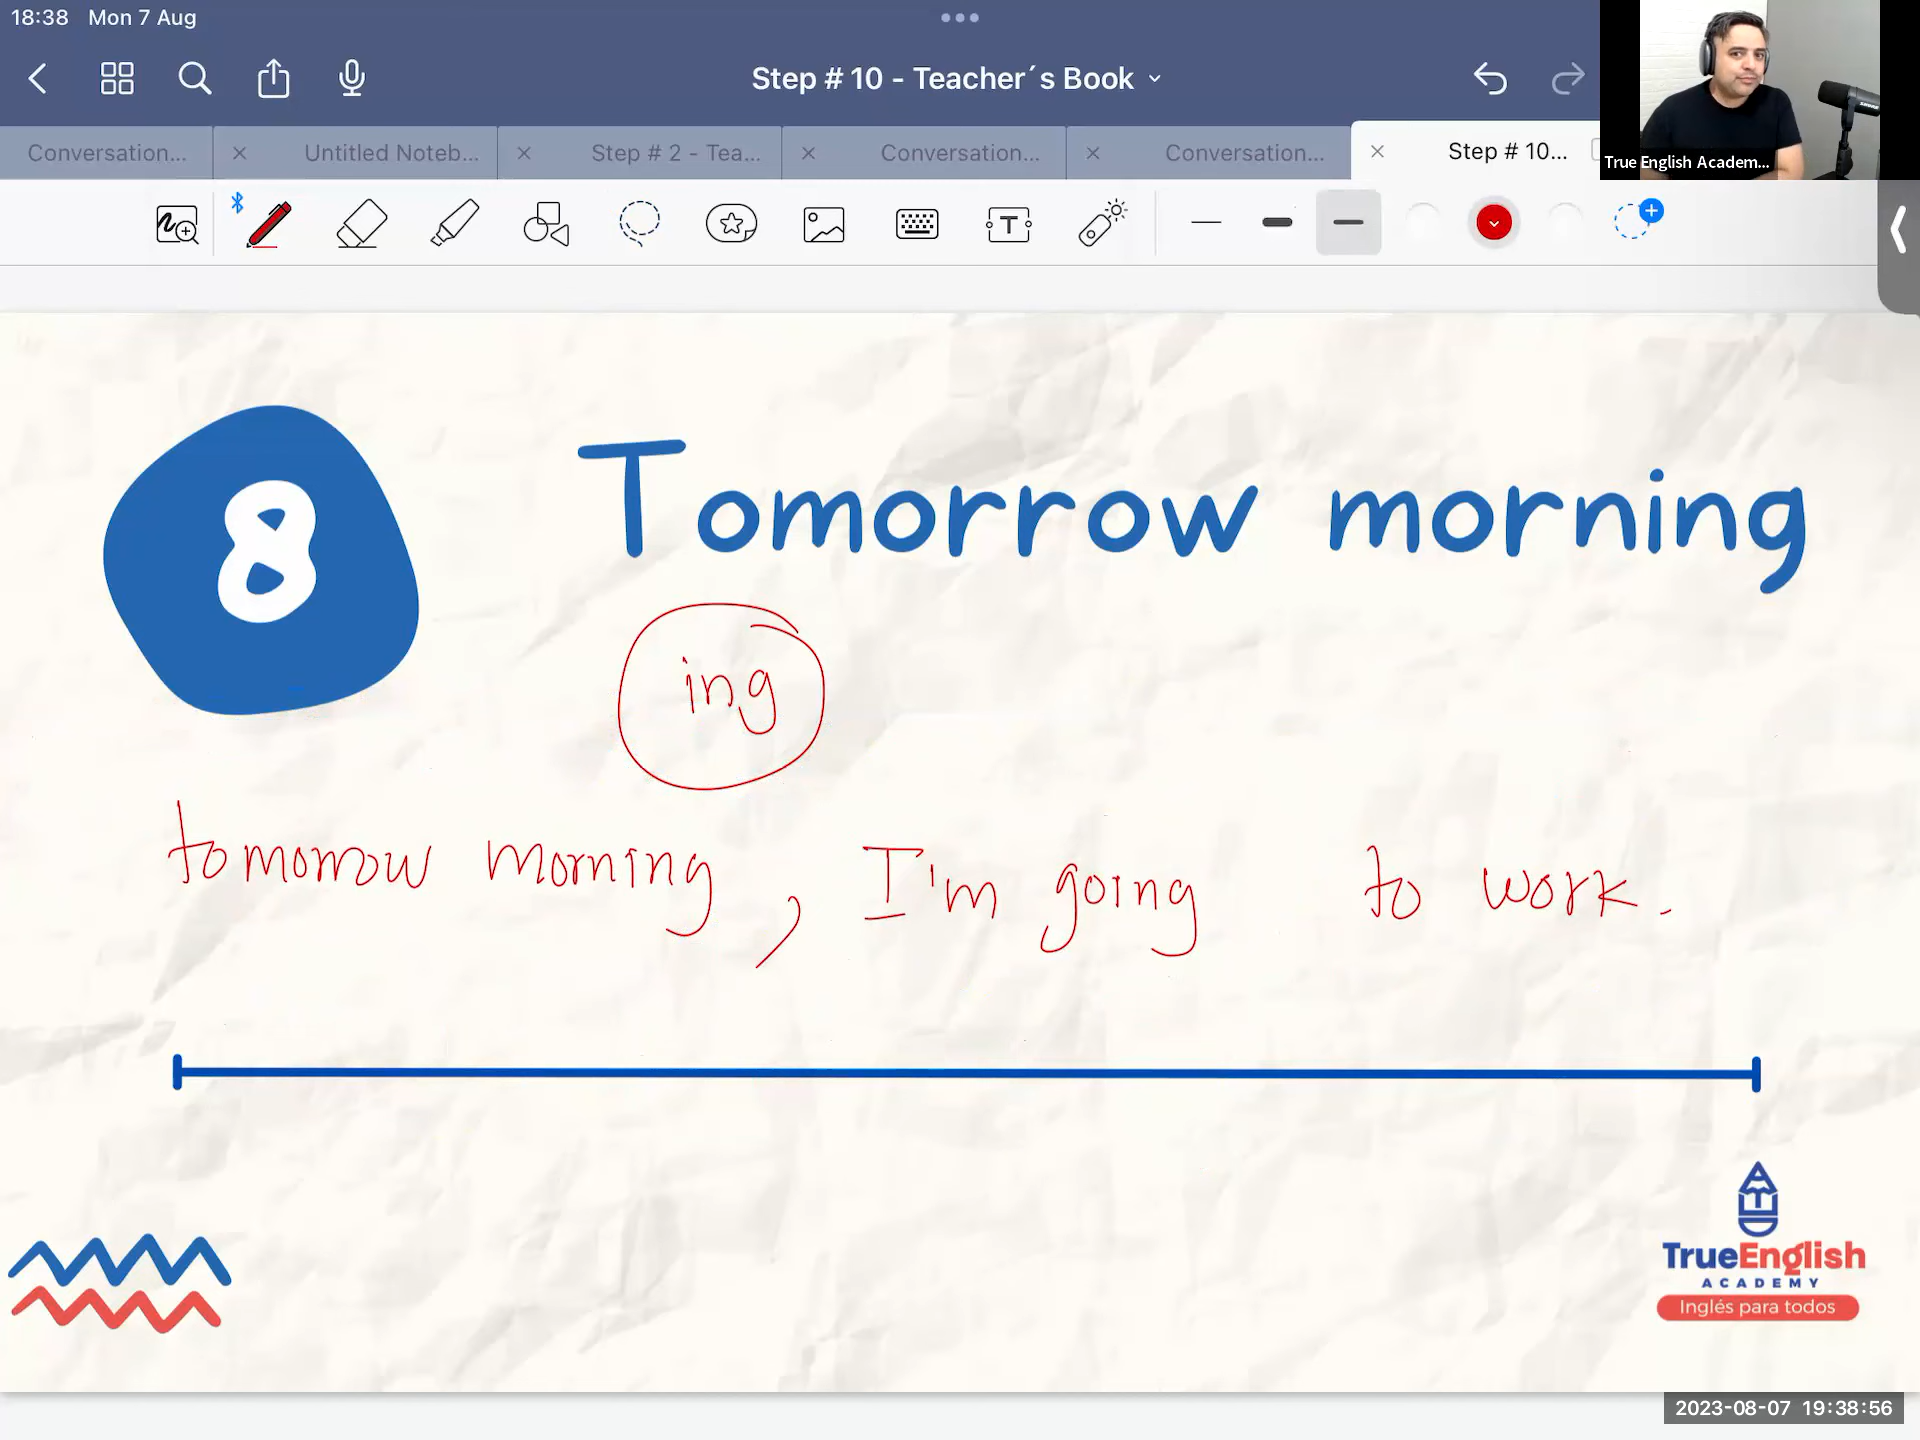 18:38 Mon 7 Aug
Step # 10 - Teacher´s Book
Conversation... Untitled Noteb... Step # 2 - Tea... Conversation... Conversation... Step # 10...
True English Academ...
T
8 Tomorrow morning
ing
tomorrow morning, I'm going to work.
TrueEnglish
ACADEMY
Inglés para todos
2023-08-07 19:38:56